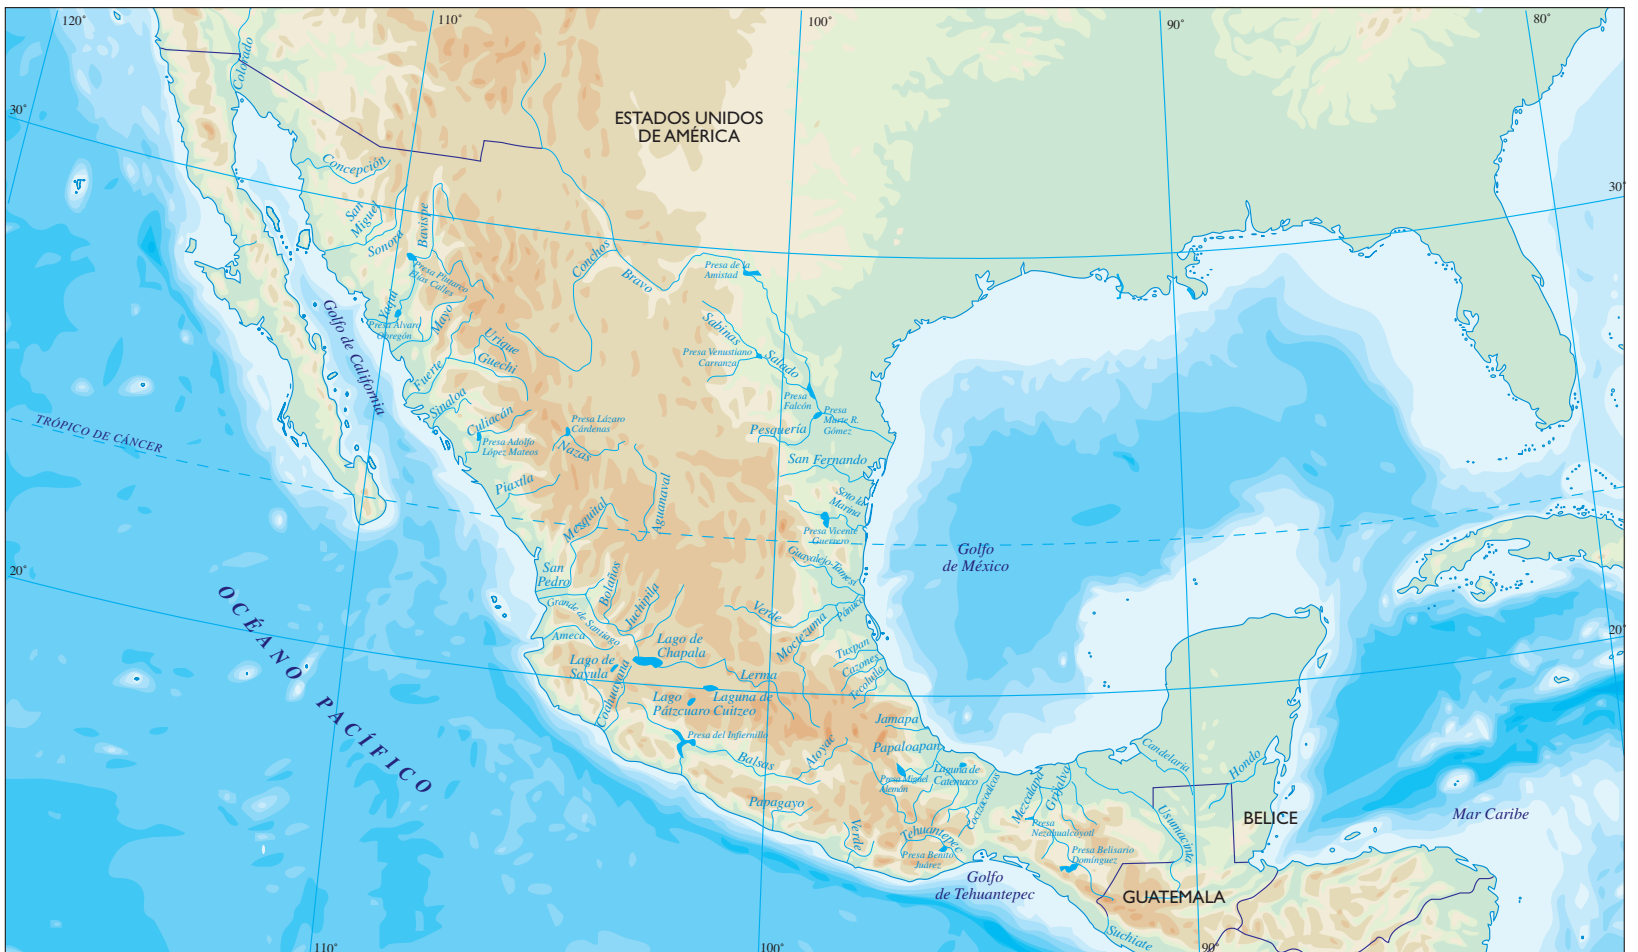 120°
110°
100°
90°
80°
30°
Colorado
ESTADOS UNIDOS
DE AMÉRICA
Concepción
San
Miguel
Sonora
Bavispe
30°
Conchos
Bravo
Presa de la
Amistad
Presa Plutarco
Elías Calles
Yaqui
Mayo
Presa Álvaro
Obregón
Golfo de California
Urique
Guechi
Fuerte
Sinaloa
Culiacán
Presa Adolfo
López Mateos
Sabinas
Presa Venustiano
Carranza
Salado
Presa
Falcón
Presa
Marte R.
Gómez
Pesquería
Presa Lázaro
Cárdenas
Nazas
TRÓPICO DE CÁNCER
San Fernando
Piaxtla
Aguanaval
Mezquital
Soto la
Marina
Presa Vicente
Guerrero
Guayalejo-Tamesí
Golfo
de México
San
Pedro
20°
Bolaños
Juchipila
Grande de Santiago
Ameca
Verde
Pánuco
Moctezuma
20°
OCÉANO PACÍFICO
Lago de
Chapala
Lago de
Sayula
Coahuayana
Lerma
Tuxpan
Cazones
Tecolutla
Lago
Pátzcuaro
Laguna de
Cuitzeo
Presa del Infiernillo
Balsas
Atoyac
Jamapa
Papaloapan
Presa Miguel
Alemán
Laguna de
Catemaco
Coatzacoalcos
Mezcalapa
Grijalva
Candelaria
Hondo
Usumacinta
BELICE
Mar Caribe
Papagayo
Verde
Tehuantepec
Presa Benito
Juárez
Presa
Nezahualcóyotl
Presa Belisario
Domínguez
Golfo
de Tehuantepec
GUATEMALA
Suchiate
110°
100°
90°